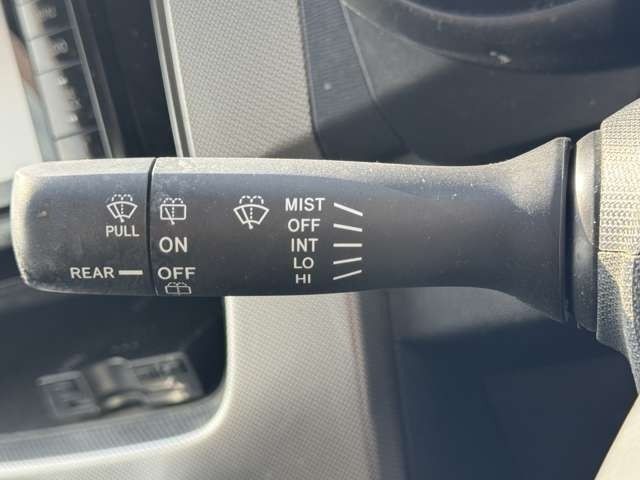 PULL
REAR
ON
OFF
MIST
OFF
INT
LO
HI